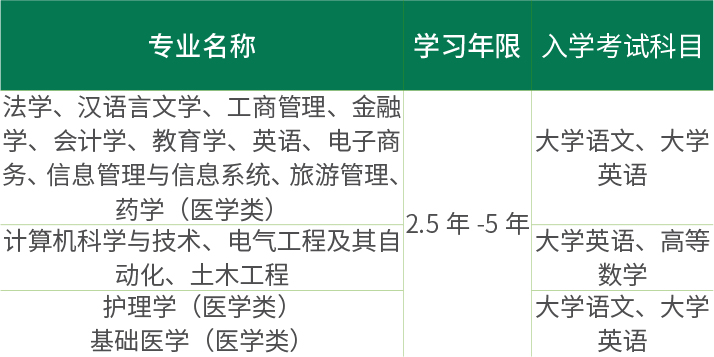 专业名称 学习年限 入学考试科目
法学、汉语言文学、工商管理、金融
学、会计学、教育学、英语、电子商
务、信息管理与信息系统、旅游管理、
药学（医学类）
2.5 年 -5 年
大学语文、大学
英语
计算机科学与技术、电气工程及其自
动化、土木工程
大学英语、高等
数学
护理学（医学类）
基础医学（医学类）
大学语文、大学
英语